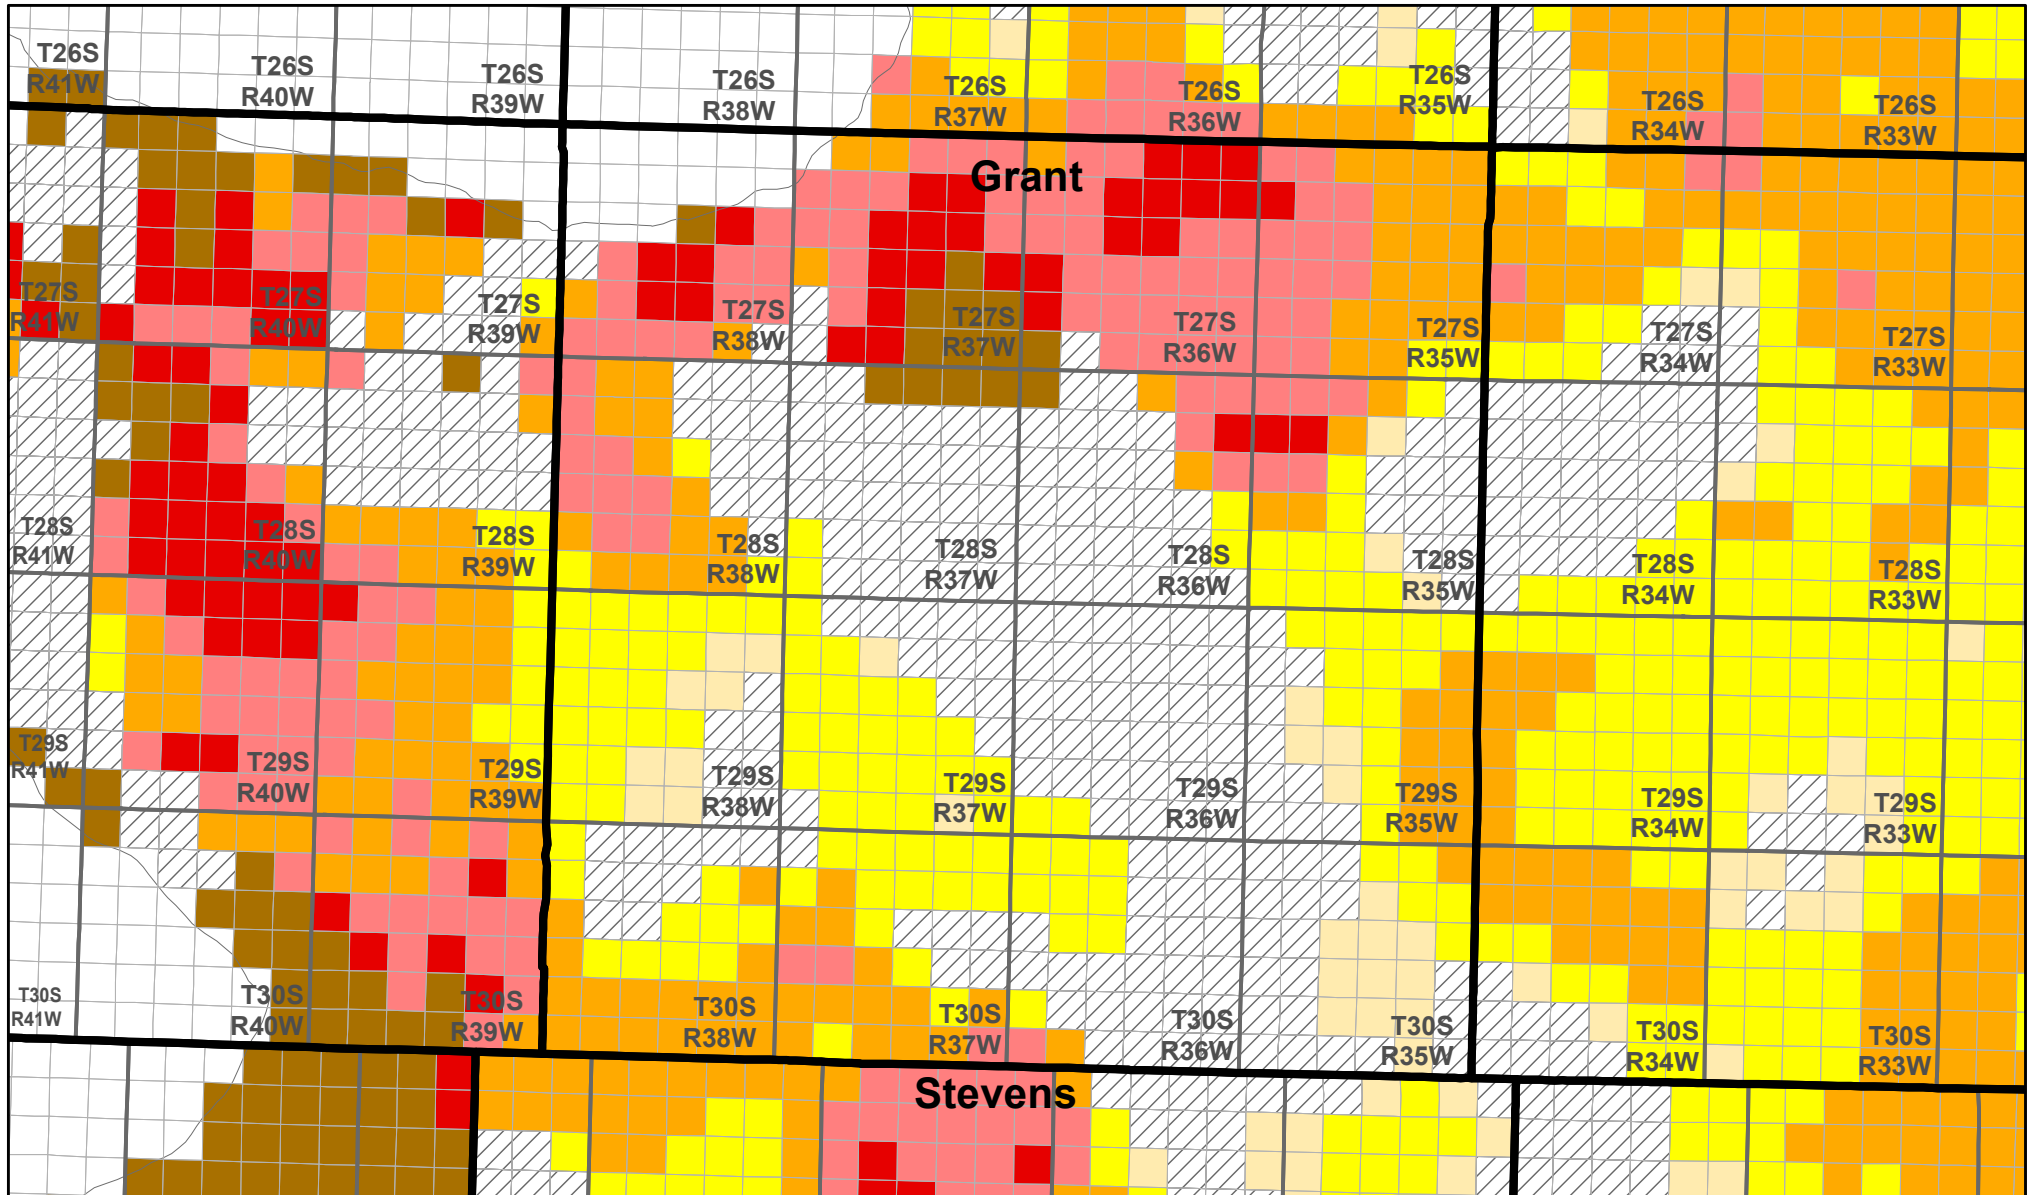 T26S
R41W
T26S
R40W
T26S
R39W
T26S
R38W
T26S
R37W
T26S
R36W
T26S
R35W
T26S
R34W
T26S
R33W
Grant
T27S
R41W
T27S
R40W
T27S
R39W
T27S
R38W
T27S
R37W
T27S
R36W
T27S
R35W
T27S
R34W
T27S
R33W
T28S
R41W
T28S
R40W
T28S
R39W
T28S
R38W
T28S
R37W
T28S
R36W
T28S
R35W
T28S
R34W
T28S
R33W
T29S
R41W
T29S
R40W
T29S
R39W
T29S
R38W
T29S
R37W
T29S
R36W
T29S
R35W
T29S
R34W
T29S
R33W
T30S
R41W
T30S
R40W
T30S
R39W
T30S
R38W
T30S
R37W
T30S
R36W
T30S
R35W
T30S
R34W
T30S
R33W
Stevens